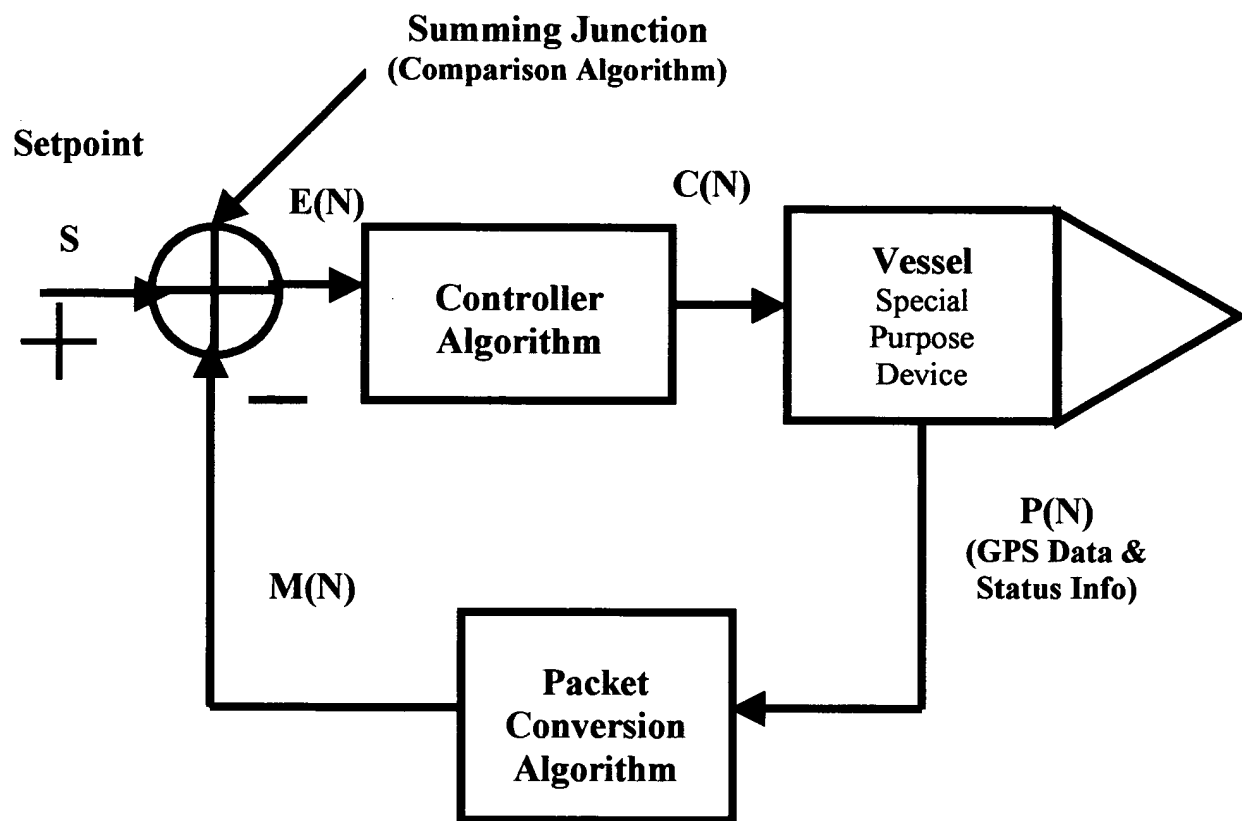 Summing Junction
(Comparison Algorithm)
Setpoint
S
E(N)
C(N)
+
−
Controller
Algorithm
Vessel
Special
Purpose
Device
P(N)
(GPS Data &
Status Info)
M(N)
Packet
Conversion
Algorithm